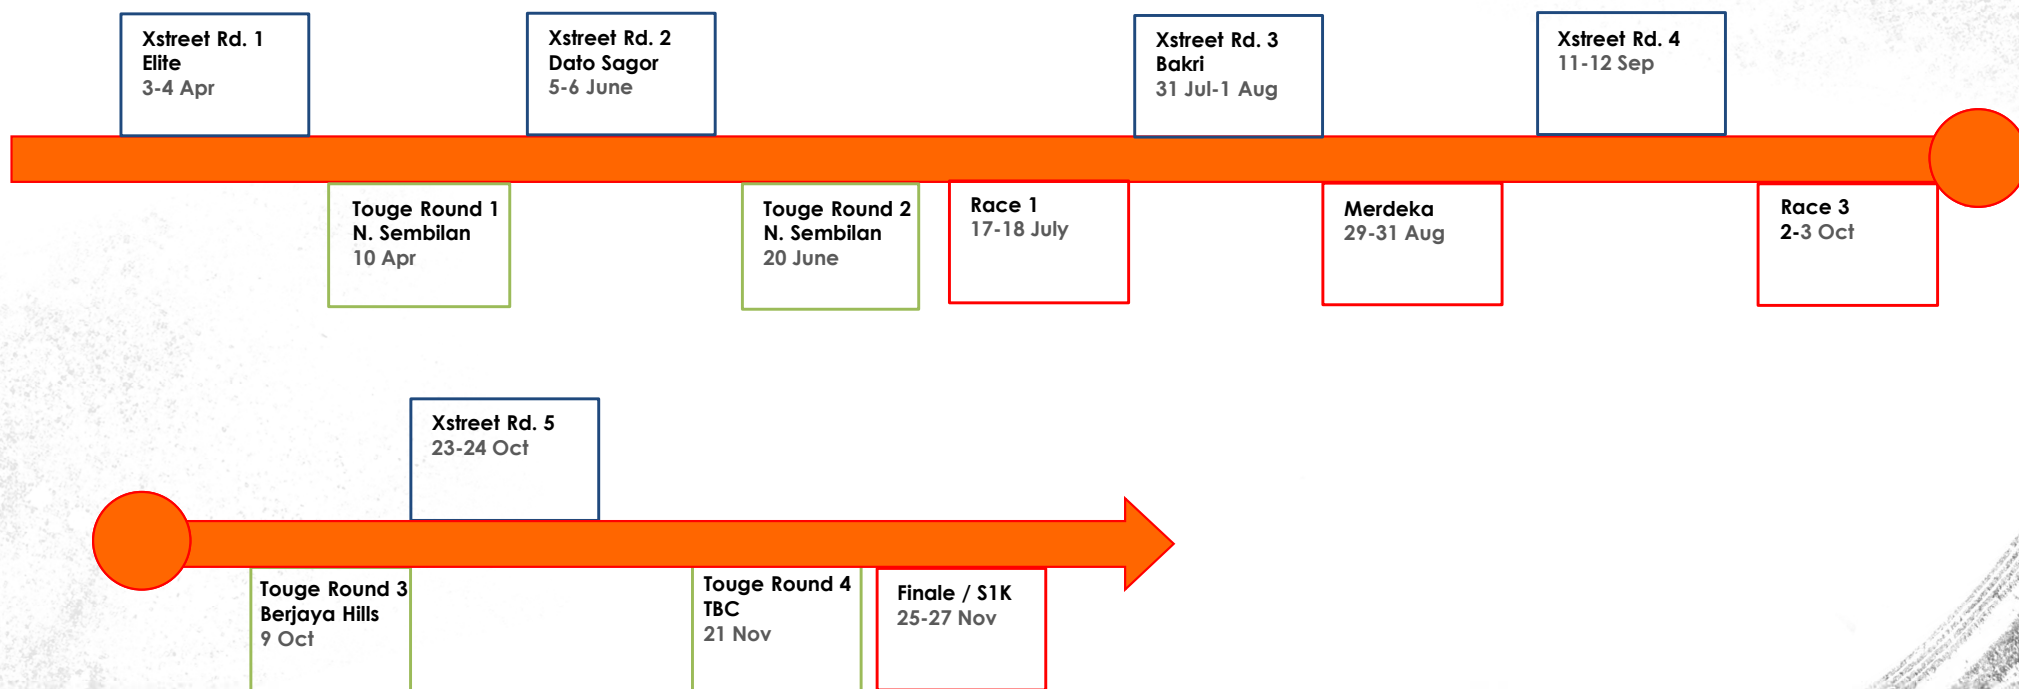 Xstreet Rd. 1
Elite
3-4 Apr
Xstreet Rd. 2
Dato Sagor
5-6 June
Xstreet Rd. 3
Bakri
31 Jul-1 Aug
Xstreet Rd. 4
11-12 Sep
Touge Round 1
N. Sembilan
10 Apr
Touge Round 2
N. Sembilan
20 June
Race 1
17-18 July
Merdeka
29-31 Aug
Race 3
2-3 Oct
Xstreet Rd. 5
23-24 Oct
Touge Round 3
Berjaya Hills
9 Oct
Touge Round 4
TBC
21 Nov
Finale / S1K
25-27 Nov